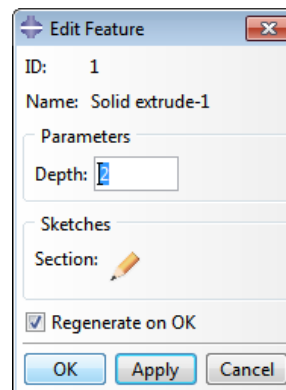 Edit Feature
ID: 1
Name: Solid extrude-1
Parameters
Depth: 2
Sketches
Section:
Regenerate on OK
OK Apply Cancel